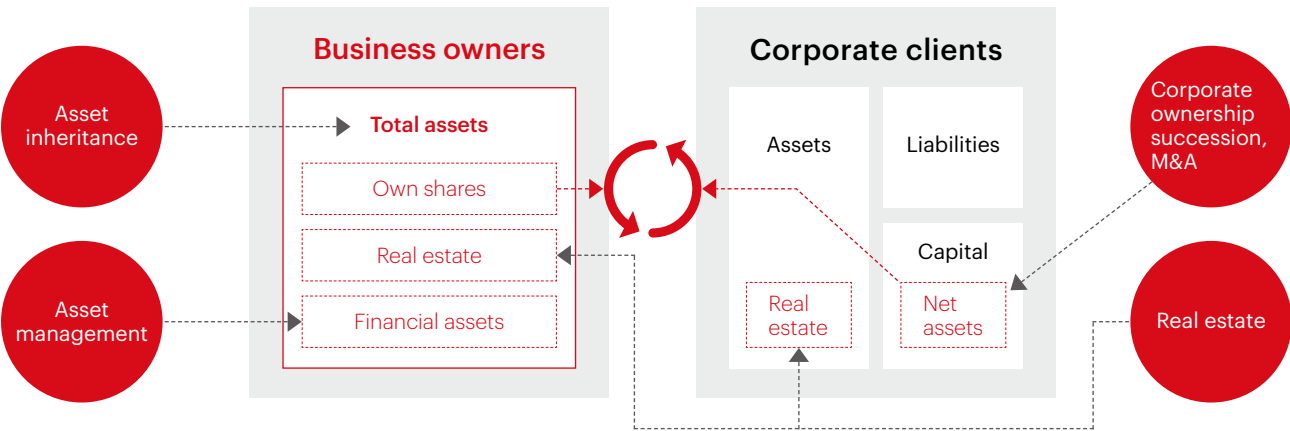 Business owners
Corporate clients
Asset
inheritance
Total assets
Own shares
Real estate
Financial assets
Asset
management
Assets
Liabilities
Capital
Real
estate
Net
assets
Corporate
ownership
succession,
M&A
Real estate